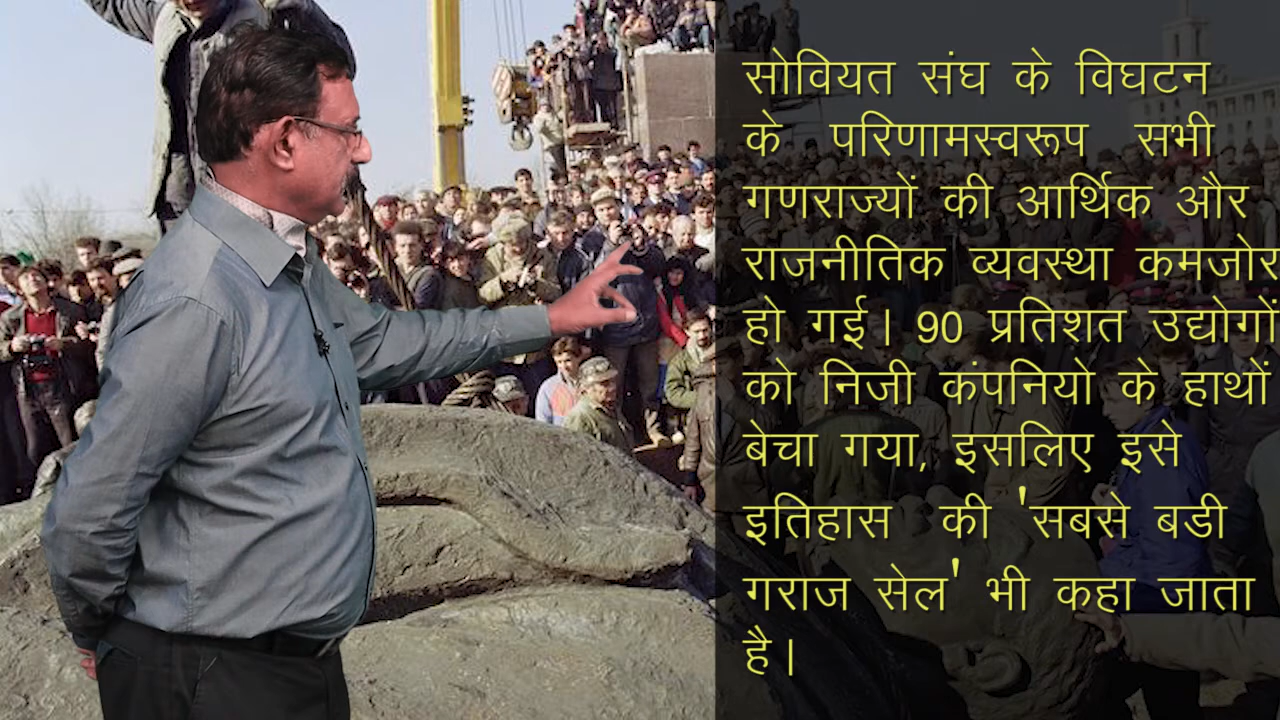 सोवियत संघ के विघटन
के परिणामस्वरूप सभी
गणराज्यों की आर्थिक और
राजनीतिक व्यवस्था कमजोर
हो गई। 90 प्रतिशत उद्योगों
को निजी कंपनियो के हाथों
बेचा गया, इसलिए इसे
इतिहास की 'सबसे बडी
गराज सेल' भी कहा जाता
है।